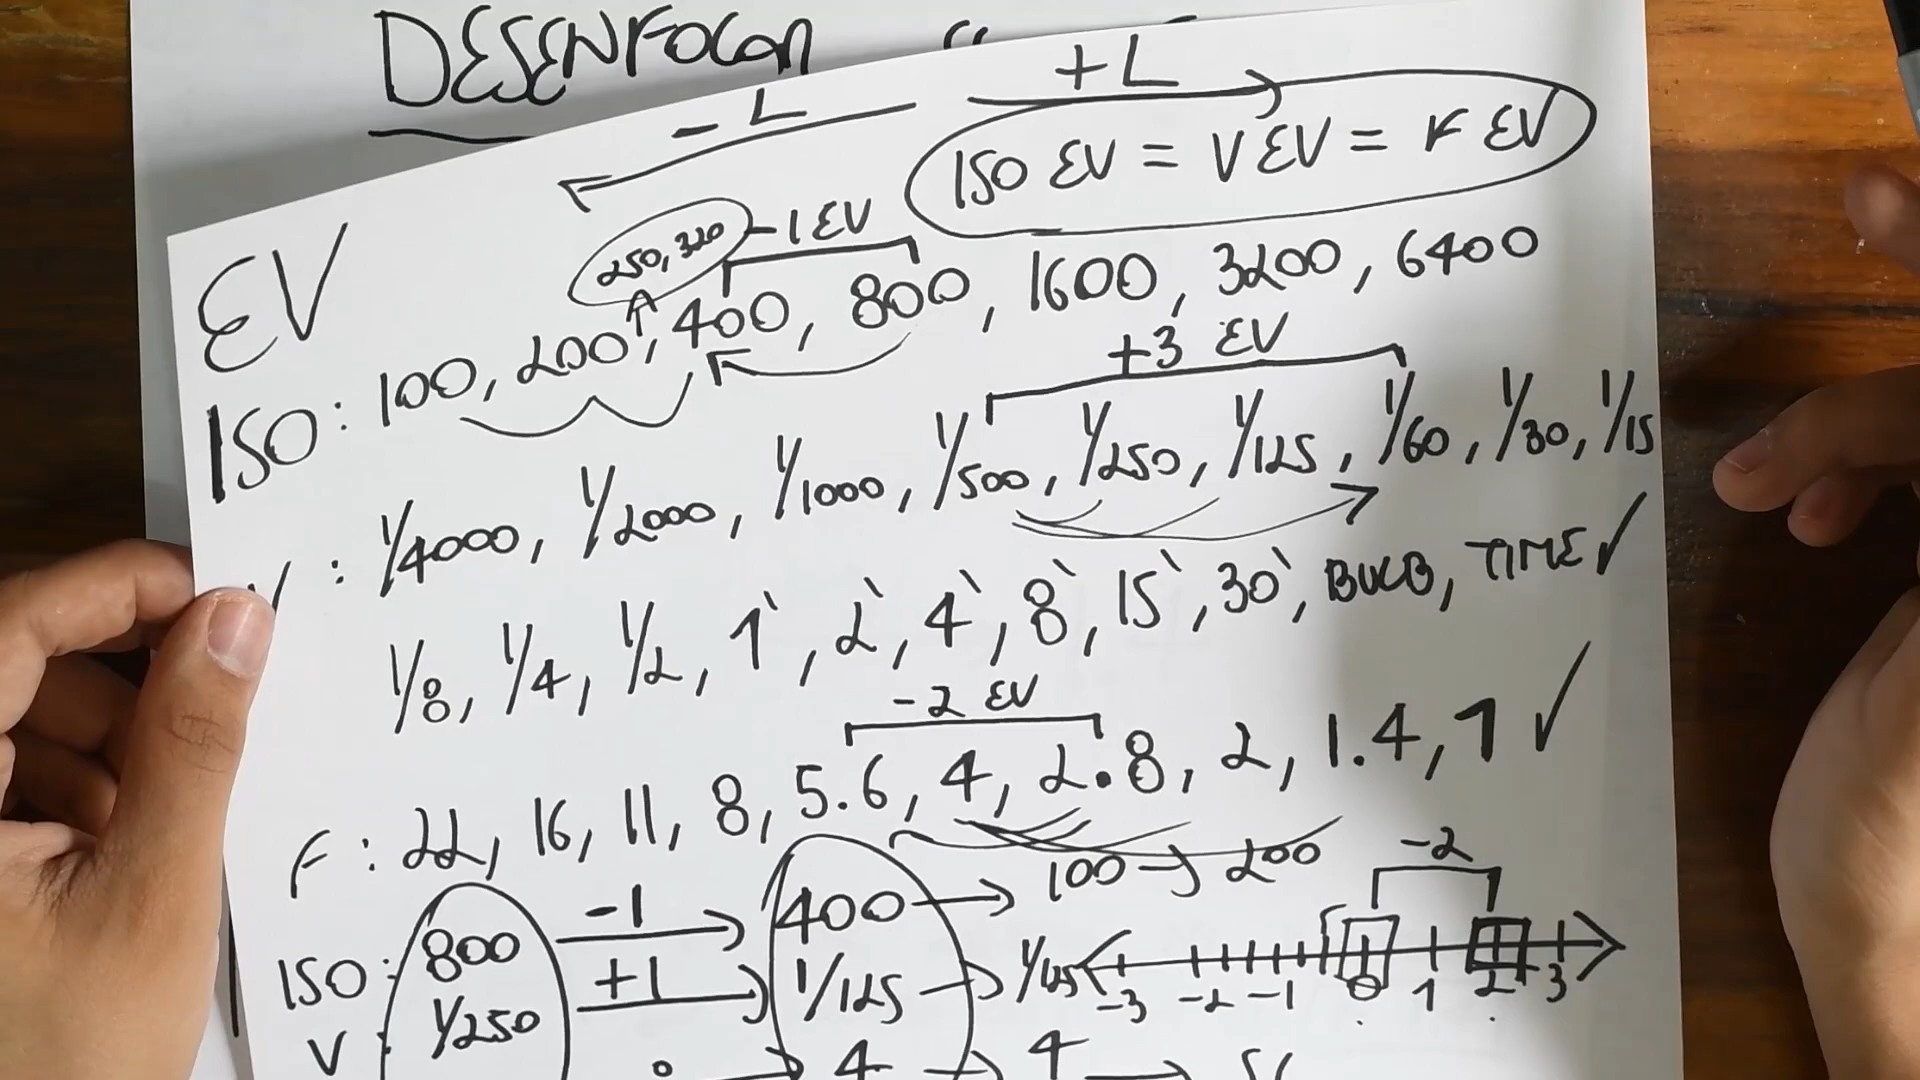 DESENFOCAR
- L
+L
ISO EV = V EV = F EV
250, 320
-1 EV
EV
ISO: 100, 200, 400, 800, 1600, 3200, 6400
+3 EV
V : 1/4000, 1/2000, 1/1000, 1/500, 1/250, 1/125, 1/60, 1/30, 1/15
1/8, 1/4, 1/2, 1`, 2`, 4`, 8`, 15`, 30`, BULB, TIME ✓
-2 EV
F : 22, 16, 11, 8, 5.6, 4, 2.8, 2, 1.4, 1 ✓
ISO: 800 -1 → 400 → 100 → 200
V : 1/250 +1 → 1/125 → 1/125
4 → 4 →
-2
-3 -2 -1 0 1 2 3